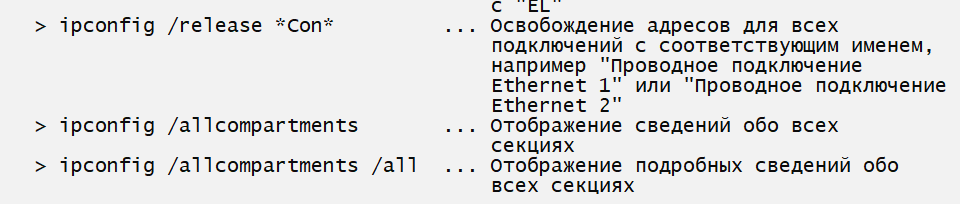 с "EL"
> ipconfig /release *Con* ... Освобождение адресов для всех
подключений с соответствующим именем,
например "Проводное подключение
Ethernet 1" или "Проводное подключение
Ethernet 2"
> ipconfig /allcompartments ... Отображение сведений обо всех
секциях
> ipconfig /allcompartments /all ... Отображение подробных сведений обо
всех секциях